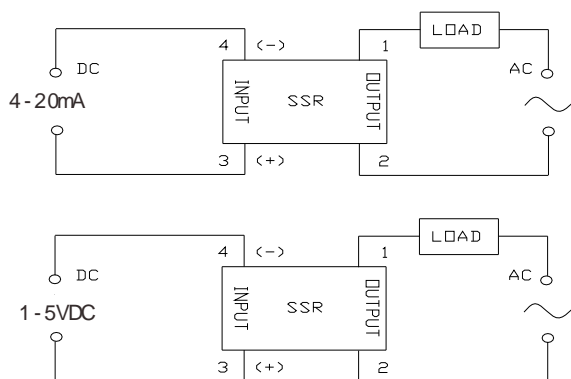 4 (-) 1 LOAD
DC AC
4-20mA INPUT SSR OUTPUT
3 (+) 2
4 (-) 1 LOAD
DC AC
1-5VDC INPUT SSR OUTPUT
3 (+) 2